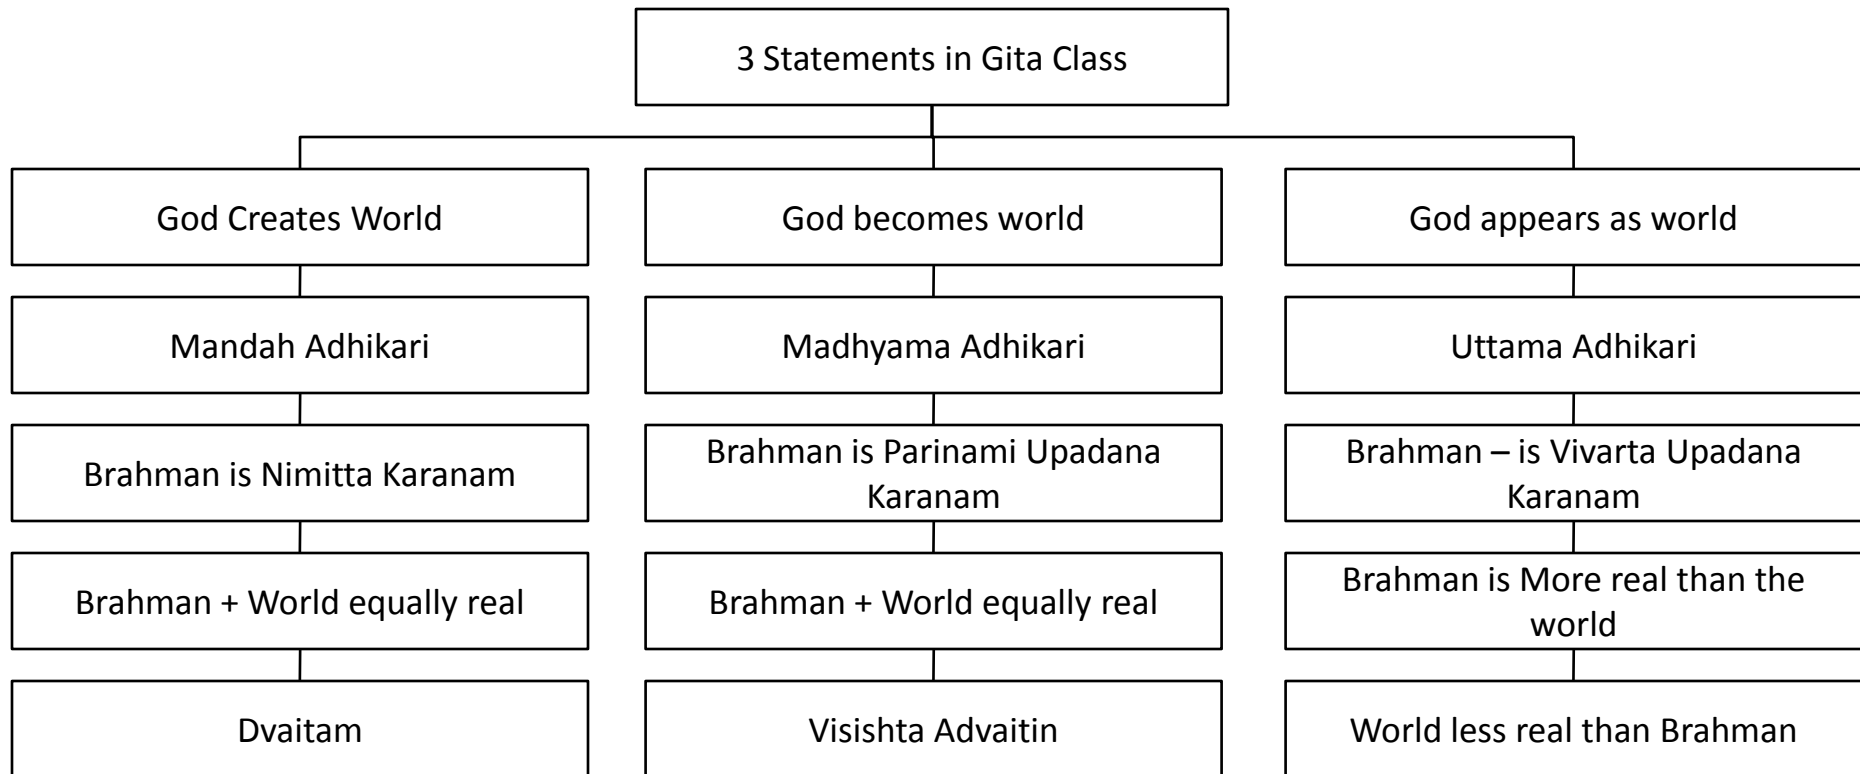 3 Statements in Gita Class
God Creates World
Mandah Adhikari
Brahman is Nimitta Karanam
Brahman + World equally real
Dvaitam
God becomes world
Madhyama Adhikari
Brahman is Parinami Upadana
Karanam
Brahman + World equally real
Visishta Advaitin
God appears as world
Uttama Adhikari
Brahman – is Vivarta Upadana
Karanam
Brahman is More real than the
world
World less real than Brahman